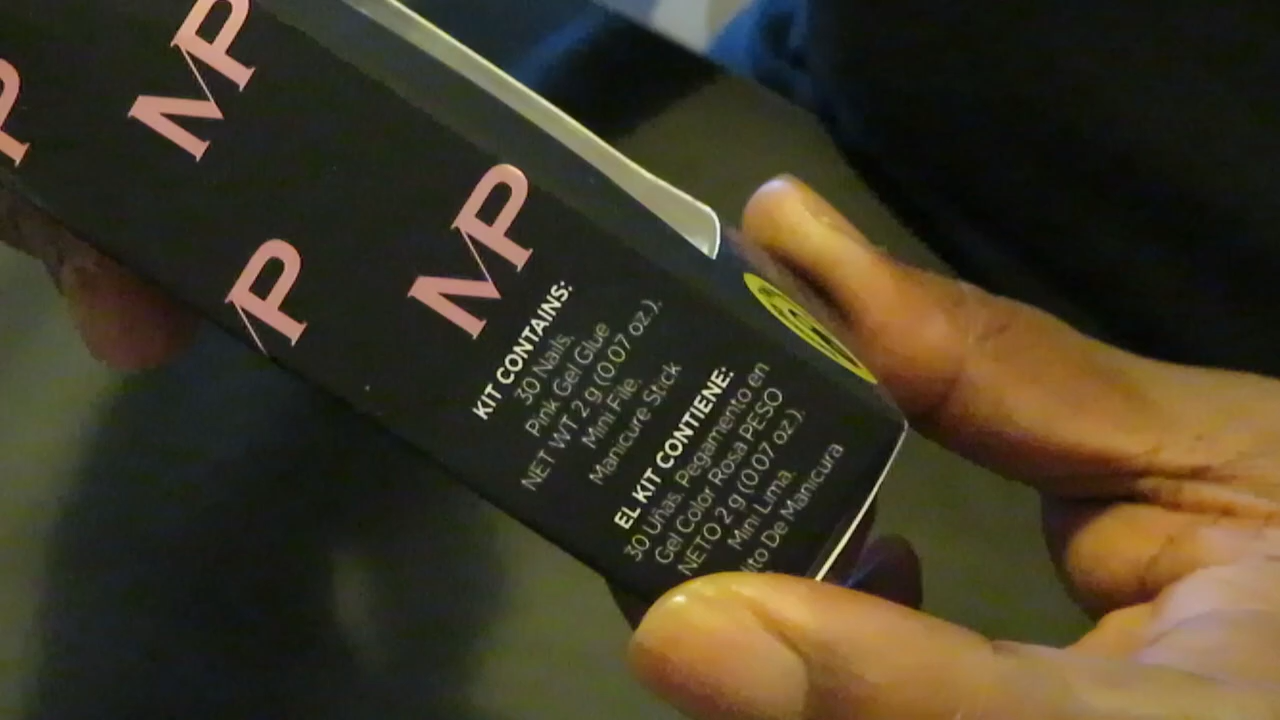 MP
MP
KIT CONTAINS:
30 Nails,
Pink Gel Glue
NET WT 2 g (0.07 oz.),
Mini File,
Manicure Stick
EL KIT CONTIENE:
30 Uñas, Pegamento en
Gel Color Rosa PESO
NETO 2 g (0.07 oz.),
Mini Lima,
De Manicura